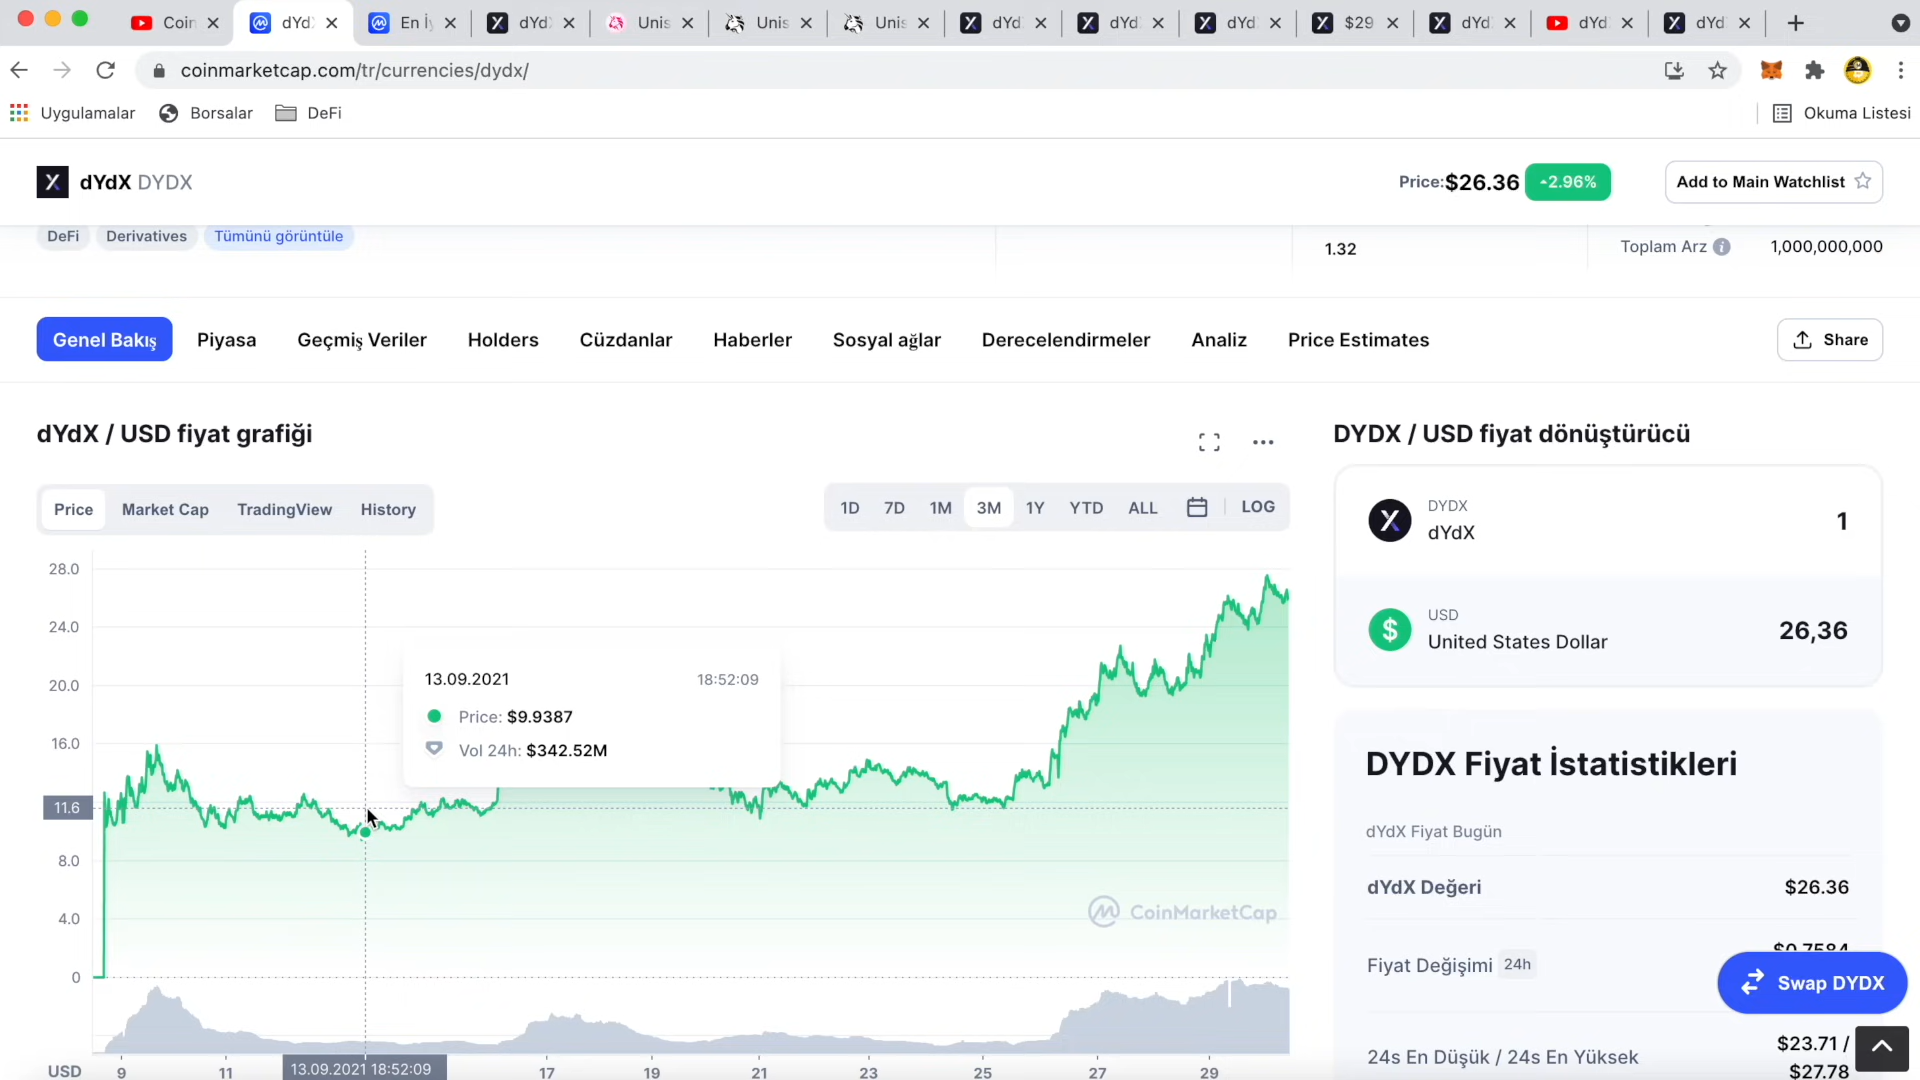 Coin
dYd
En İy
dYd
Unis
Unis
Unis
dYd
dYd
dYd
$29
dYd
dYd
dYd
coinmarketcap.com/tr/currencies/dydx/
Uygulamalar
Borsalar
DeFi
Okuma Listesi
dYdX DYDX
Price:$26.36
2.96%
Add to Main Watchlist
DeFi
Derivatives
Tümünü görüntüle
1.32
Toplam Arz
1,000,000,000
Genel Bakış
Piyasa
Geçmiş Veriler
Holders
Cüzdanlar
Haberler
Sosyal ağlar
Derecelendirmeler
Analiz
Price Estimates
Share
dYdX / USD fiyat grafiği
DYDX / USD fiyat dönüştürücü
Price
Market Cap
TradingView
History
1D
7D
1M
3M
1Y
YTD
ALL
LOG
DYDX
dYdX
1
USD
United States Dollar
26,36
28.0
24.0
20.0
16.0
11.6
8.0
4.0
0
13.09.2021
18:52:09
Price: $9.9387
Vol 24h: $342.52M
CoinMarketCap
USD
9
11
13.09.2021 18:52:09
17
19
21
23
25
27
29
DYDX Fiyat İstatistikleri
dYdX Fiyat Bugün
dYdX Değeri
$26.36
Fiyat Değişimi 24h
$0.7584
Swap DYDX
24s En Düşük / 24s En Yüksek
$23.71 /
$27.78